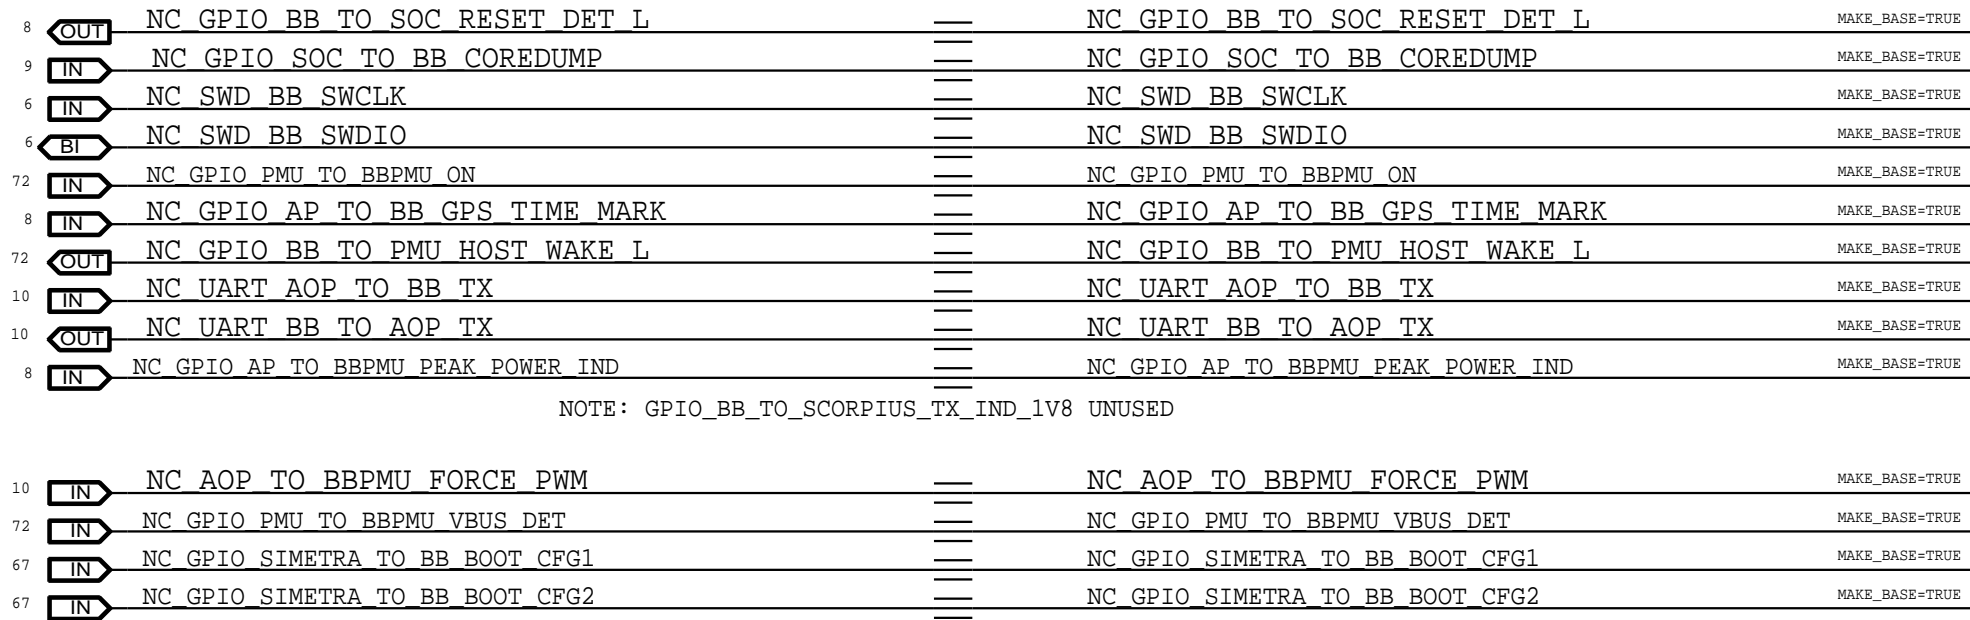 8 OUT NC_GPIO_BB_TO_SOC_RESET_DET_L NC_GPIO_BB_TO_SOC_RESET_DET_L MAKE_BASE=TRUE
9 IN NC_GPIO_SOC_TO_BB_COREDUMP NC_GPIO_SOC_TO_BB_COREDUMP MAKE_BASE=TRUE
6 IN NC_SWD_BB_SWCLK NC_SWD_BB_SWCLK MAKE_BASE=TRUE
6 BI NC_SWD_BB_SWDIO NC_SWD_BB_SWDIO MAKE_BASE=TRUE
72 IN NC_GPIO_PMU_TO_BBPMU_ON NC_GPIO_PMU_TO_BBPMU_ON MAKE_BASE=TRUE
8 IN NC_GPIO_AP_TO_BB_GPS_TIME_MARK NC_GPIO_AP_TO_BB_GPS_TIME_MARK MAKE_BASE=TRUE
72 OUT NC_GPIO_BB_TO_PMU_HOST_WAKE_L NC_GPIO_BB_TO_PMU_HOST_WAKE_L MAKE_BASE=TRUE
10 IN NC_UART_AOP_TO_BB_TX NC_UART_AOP_TO_BB_TX MAKE_BASE=TRUE
10 OUT NC_UART_BB_TO_AOP_TX NC_UART_BB_TO_AOP_TX MAKE_BASE=TRUE
8 IN NC_GPIO_AP_TO_BBPMU_PEAK_POWER_IND NC_GPIO_AP_TO_BBPMU_PEAK_POWER_IND MAKE_BASE=TRUE
NOTE: GPIO_BB_TO_SCORPIUS_TX_IND_1V8 UNUSED
10 IN NC_AOP_TO_BBPMU_FORCE_PWM NC_AOP_TO_BBPMU_FORCE_PWM MAKE_BASE=TRUE
72 IN NC_GPIO_PMU_TO_BBPMU_VBUS_DET NC_GPIO_PMU_TO_BBPMU_VBUS_DET MAKE_BASE=TRUE
67 IN NC_GPIO_SIMETRA_TO_BB_BOOT_CFG1 NC_GPIO_SIMETRA_TO_BB_BOOT_CFG1 MAKE_BASE=TRUE
67 IN NC_GPIO_SIMETRA_TO_BB_BOOT_CFG2 NC_GPIO_SIMETRA_TO_BB_BOOT_CFG2 MAKE_BASE=TRUE